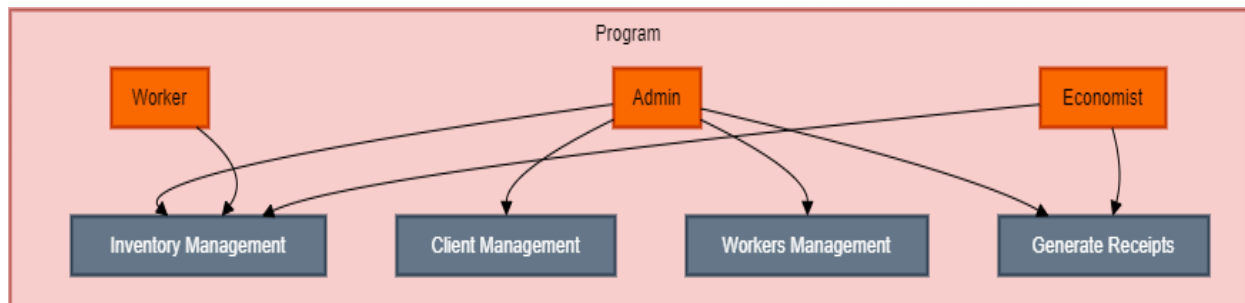 Program
Worker
Admin
Economist
Inventory Management
Client Management
Workers Management
Generate Receipts